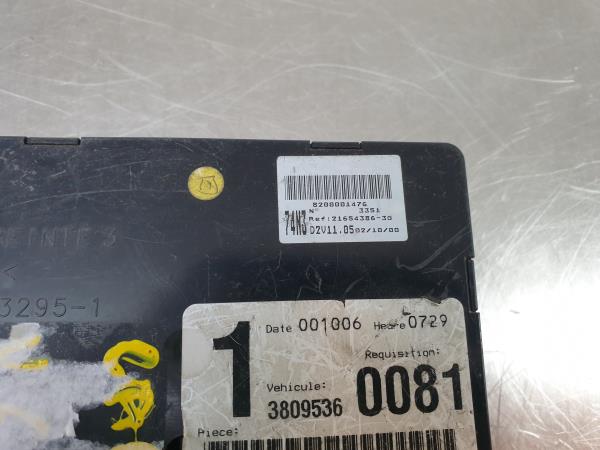 8200001476
N° 3351
Ref:21654386-30
74N3
D2V11.05 02/10/00
3295-1
1
Date 001006 Heure 0729
Requisition:
Vehicule:
3809536
0081
Piece: